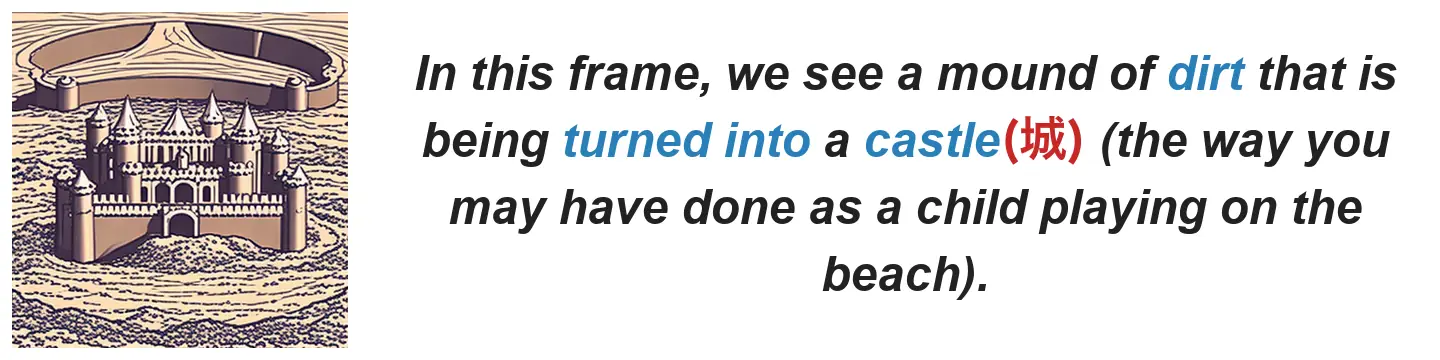 In this frame, we see a mound of dirt that is
being turned into a castle(城) (the way you
may have done as a child playing on the
beach).